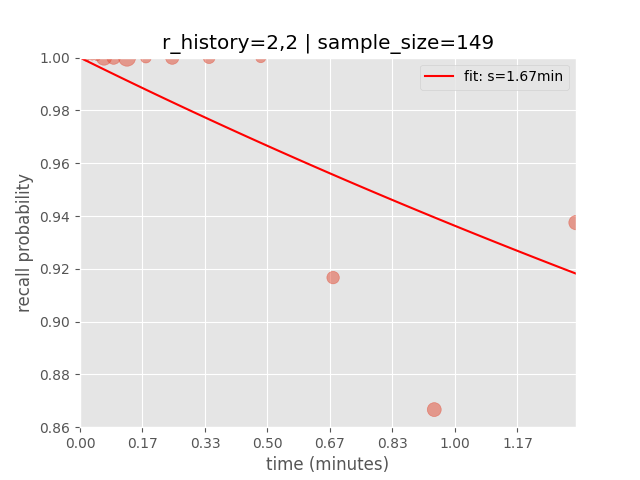 r_history=2,2 | sample_size=149
fit: s=1.67min
recall probability
1.00
0.98
0.96
0.94
0.92
0.90
0.88
0.86
0.00 0.17 0.33 0.50 0.67 0.83 1.00 1.17
time (minutes)